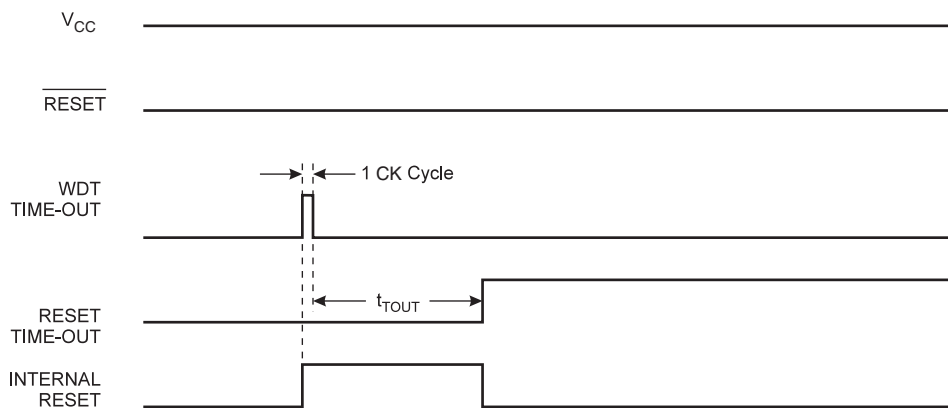 VCC
RESET
1 CK Cycle
WDT
TIME-OUT
tTOUT
RESET
TIME-OUT
INTERNAL
RESET